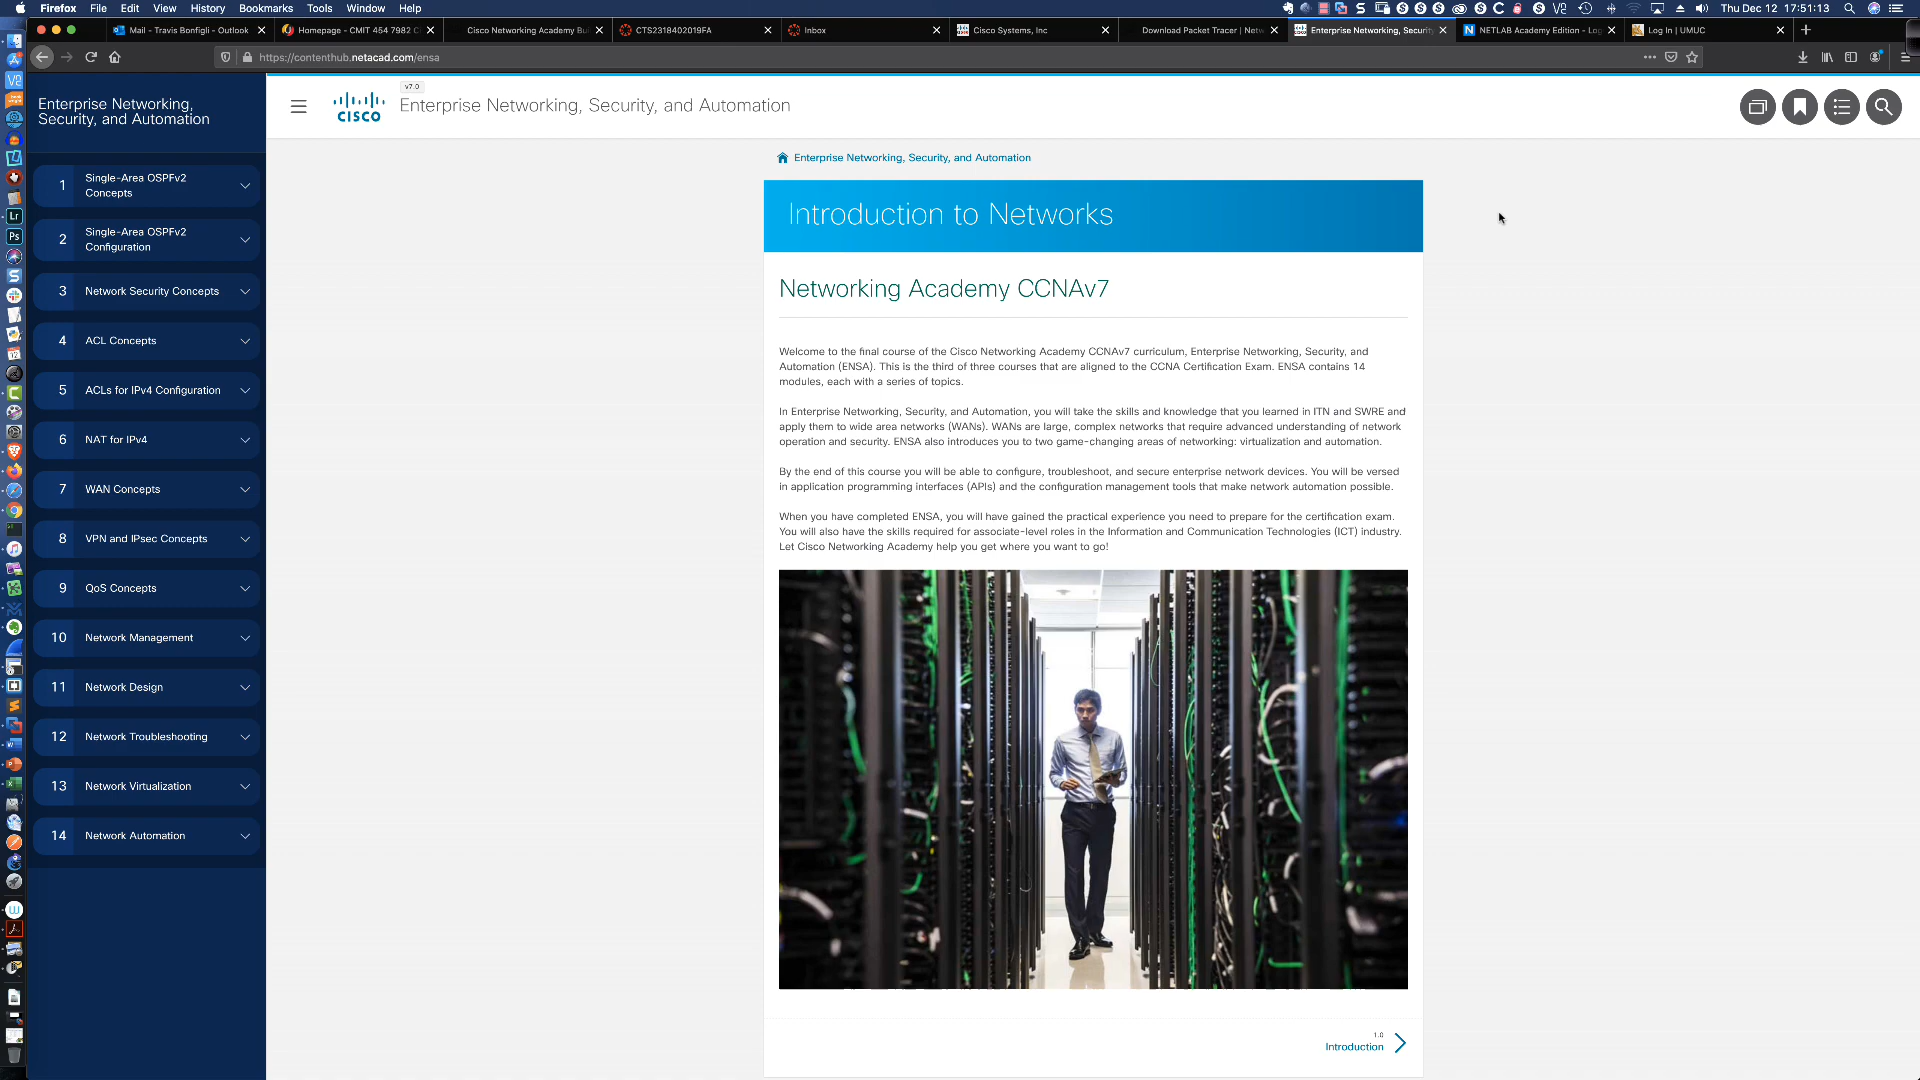 Firefox File Edit View History Bookmarks Tools Window Help
Thu Dec 12 17:51:13
Mail - Travis Bonfigli - Outlook
Homepage - CMIT 454 7982 C
Cisco Networking Academy Bu
CTS2318402019FA
Inbox
Cisco Systems, Inc
Download Packet Tracer | Netw
Enterprise Networking, Security
NETLAB Academy Edition - Log
Log In | UMUC
https://contenthub.netacad.com/ensa
Enterprise Networking,
Security, and Automation
1 Single-Area OSPFv2
Concepts
2 Single-Area OSPFv2
Configuration
3 Network Security Concepts
4 ACL Concepts
5 ACLs for IPv4 Configuration
6 NAT for IPv4
7 WAN Concepts
8 VPN and IPsec Concepts
9 QoS Concepts
10 Network Management
11 Network Design
12 Network Troubleshooting
13 Network Virtualization
14 Network Automation
CISCO
v7.0
Enterprise Networking, Security, and Automation
Enterprise Networking, Security, and Automation
Introduction to Networks
Networking Academy CCNAv7
Welcome to the final course of the Cisco Networking Academy CCNAv7 curriculum, Enterprise Networking, Security, and
Automation (ENSA). This is the third of three courses that are aligned to the CCNA Certification Exam. ENSA contains 14
modules, each with a series of topics.
In Enterprise Networking, Security, and Automation, you will take the skills and knowledge that you learned in ITN and SWRE and
apply them to wide area networks (WANs). WANs are large, complex networks that require advanced understanding of network
operation and security. ENSA also introduces you to two game-changing areas of networking: virtualization and automation.
By the end of this course you will be able to configure, troubleshoot, and secure enterprise network devices. You will be versed
in application programming interfaces (APIs) and the configuration management tools that make network automation possible.
When you have completed ENSA, you will have gained the practical experience you need to prepare for the certification exam.
You will also have the skills required for associate-level roles in the Information and Communication Technologies (ICT) industry.
Let Cisco Networking Academy help you get where you want to go!
1.0
Introduction